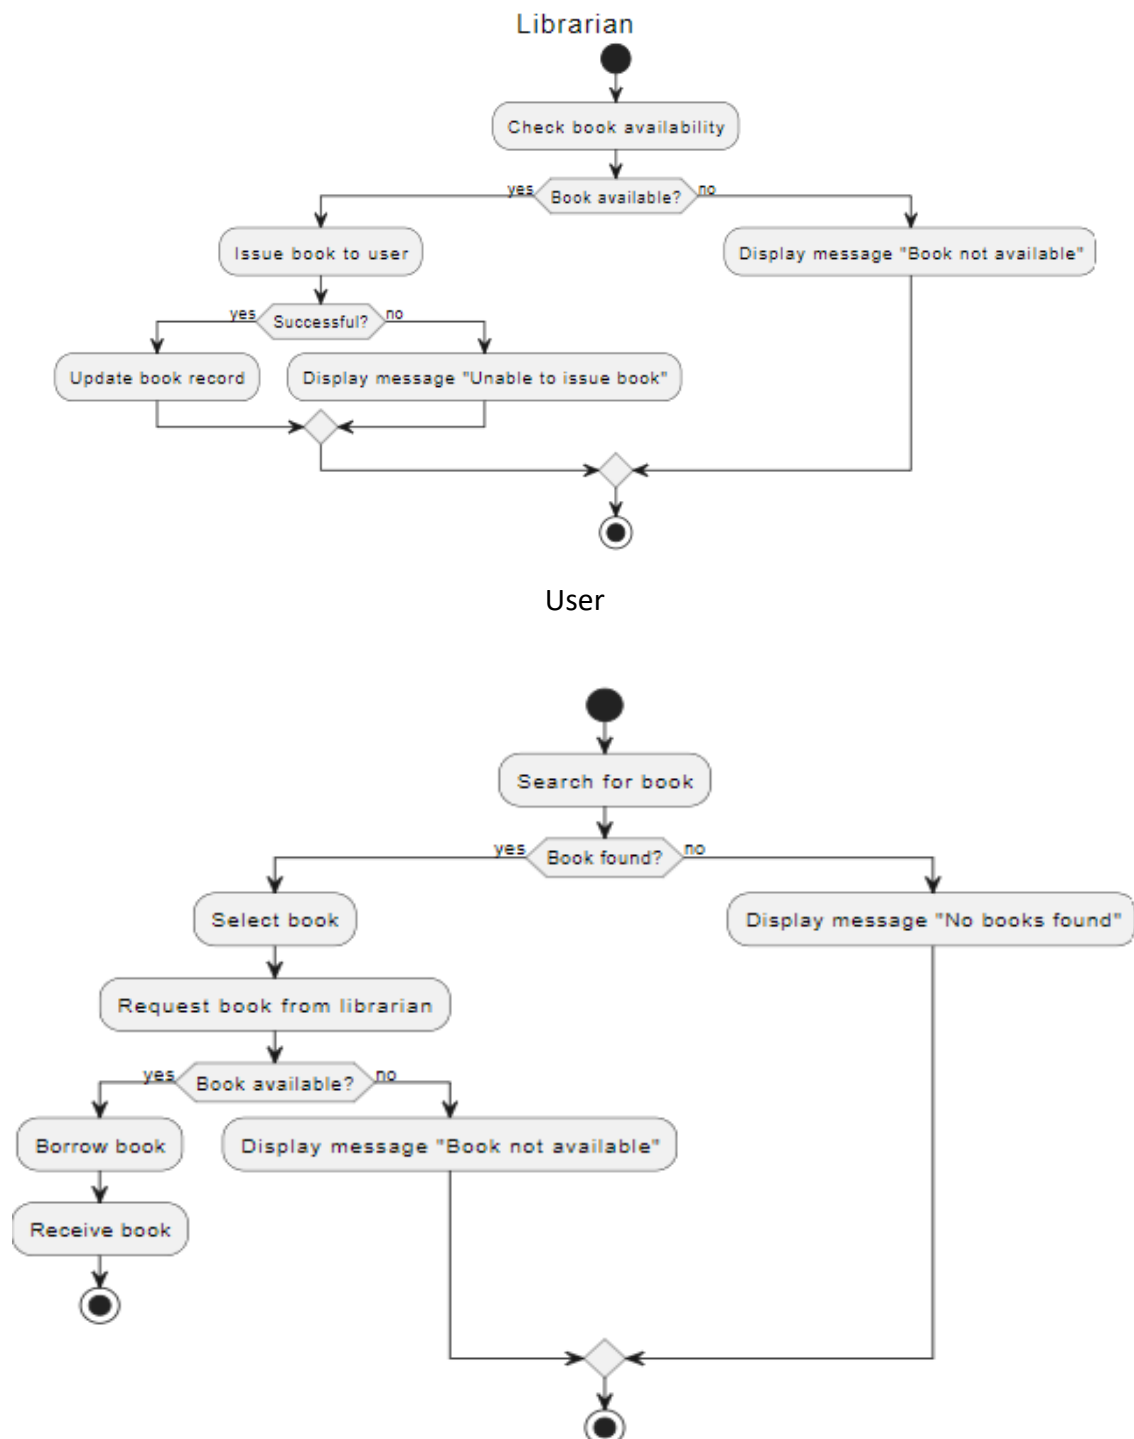 Librarian
Check book availability
yes
Book available?
no
Issue book to user
Display message "Book not available"
yes
Successful?
no
Update book record
Display message "Unable to issue book"
User
Search for book
yes
Book found?
no
Select book
Display message "No books found"
Request book from librarian
yes
Book available?
no
Borrow book
Display message "Book not available"
Receive book